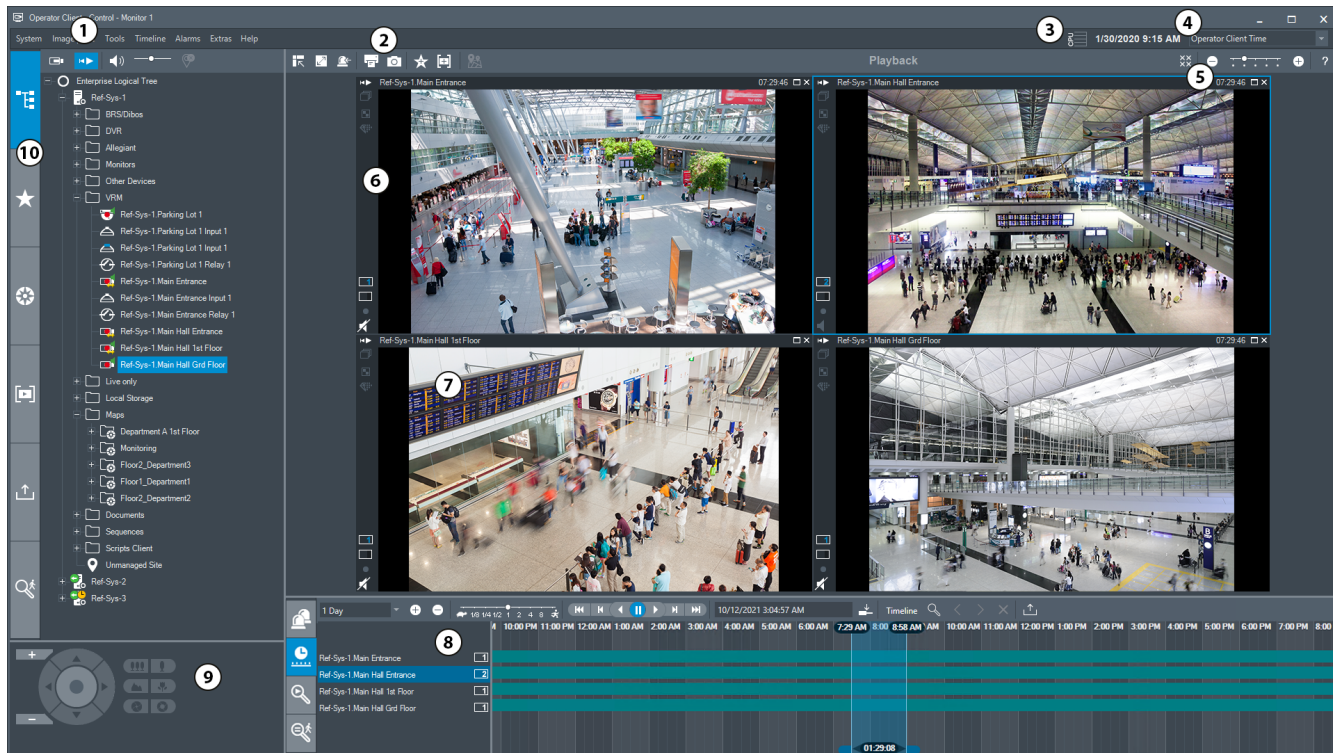 Operator Client - Control - Monitor 1
System Image Tools Timeline Alarms Extras Help
1
2
3
4
CPU
1/30/2020 9:15 AM
Operator Client Time
Playback
5
?
10
Enterprise Logical Tree
Ref-Sys-1
BRS/Dibos
DVR
Allegiant
Monitors
Other Devices
VRM
Ref-Sys-1.Parking Lot 1
Ref-Sys-1.Parking Lot 1 Input 1
Ref-Sys-1.Parking Lot 1 Input 1
Ref-Sys-1.Parking Lot 1 Relay 1
Ref-Sys-1.Main Entrance
Ref-Sys-1.Main Entrance Input 1
Ref-Sys-1.Main Entrance Relay 1
Ref-Sys-1.Main Hall Entrance
Ref-Sys-1.Main Hall 1st Floor
Ref-Sys-1.Main Hall Grd Floor
Live only
Local Storage
Maps
Department A 1st Floor
Monitoring
Floor2_Department3
Floor1_Department1
Floor2_Department2
Documents
Sequences
Scripts Client
Unmanaged Site
Ref-Sys-2
Ref-Sys-3
Ref-Sys-1.Main Entrance 07:29:46
6
1
Ref-Sys-1.Main Hall Entrance 07:29:46
2
Ref-Sys-1.Main Hall 1st Floor
7
1
Ref-Sys-1.Main Hall Grd Floor 07:29:46
1
1 Day
1/8 1/4 1/2 1 2 4 8
10/12/2021 3:04:57 AM
Timeline
8
10:00 PM 11:00 PM 12:00 AM 1:00 AM 2:00 AM 3:00 AM 4:00 AM 5:00 AM 6:00 AM 7:29 AM 8:00 8:58 AM AM 10:00 AM 11:00 AM 12:00 PM 1:00 PM 2:00 PM 3:00 PM 4:00 PM 5:00 PM 6:00 PM 7:00 PM 8:00
Ref-Sys-1.Main Entrance 1
Ref-Sys-1.Main Hall Entrance 2
Ref-Sys-1.Main Hall 1st Floor 1
Ref-Sys-1.Main Hall Grd Floor 1
01:29:08
9